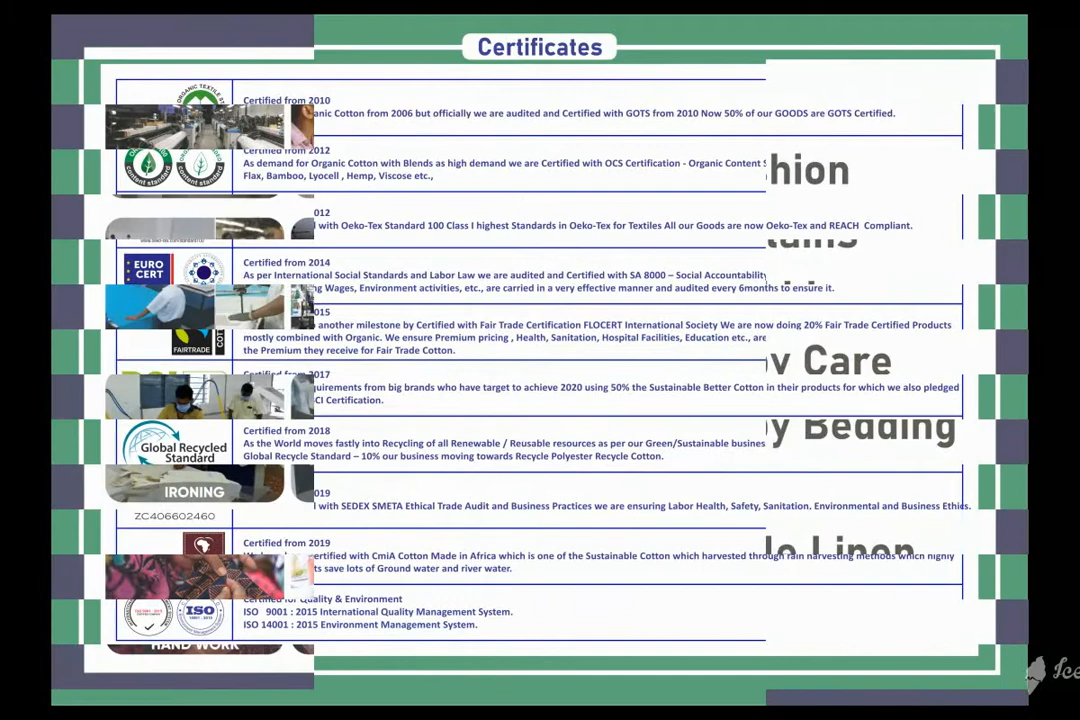 Certificates
Certified from 2010
anic Cotton from 2006 but officially we are audited and Certified with GOTS from 2010 Now 50% of our GOODS are GOTS Certified.
Certified from 2012
As demand for Organic Cotton with Blends as high demand we are Certified with OCS Certification - Organic Content S
Flax, Bamboo, Lyocell , Hemp, Viscose etc.,
content standard
content standard
hion
012
with Oeko-Tex Standard 100 Class I highest Standards in Oeko-Tex for Textiles All our Goods are now Oeko-Tex and REACH Compliant.
EURO
CERT
Certified from 2014
As per International Social Standards and Labor Law we are audited and Certified with SA 8000 – Social Accountability
ng Wages, Environment activities, etc., are carried in a very effective manner and audited every 6months to ensure it.
015
another milestone by Certified with Fair Trade Certification FLOCERT International Society We are now doing 20% Fair Trade Certified Products
mostly combined with Organic. We ensure Premium pricing , Health, Sanitation, Hospital Facilities, Education etc., are
the Premium they receive for Fair Trade Cotton.
FAIRTRADE
y Care
Certified from 2017
uirements from big brands who have target to achieve 2020 using 50% the Sustainable Better Cotton in their products for which we also pledged
CI Certification.
Global Recycled
Standard
Certified from 2018
As the World moves fastly into Recycling of all Renewable / Reusable resources as per our Green/Sustainable busines
Global Recycle Standard – 10% our business moving towards Recycle Polyester Recycle Cotton.
y Bedding
IRONING
ZC406602460
019
with SEDEX SMETA Ethical Trade Audit and Business Practices we are ensuring Labor Health, Safety, Sanitation. Environmental and Business Ethics.
Certified from 2019
ertified with CmiA Cotton Made in Africa which is one of the Sustainable Cotton which harvested through rain harvesting methods which highly
ts save lots of Ground water and river water.
Linen
ISO
Certified for Quality & Environment
ISO 9001 : 2015 International Quality Management System.
ISO 14001 : 2015 Environment Management System.
HAND WORK
Ice